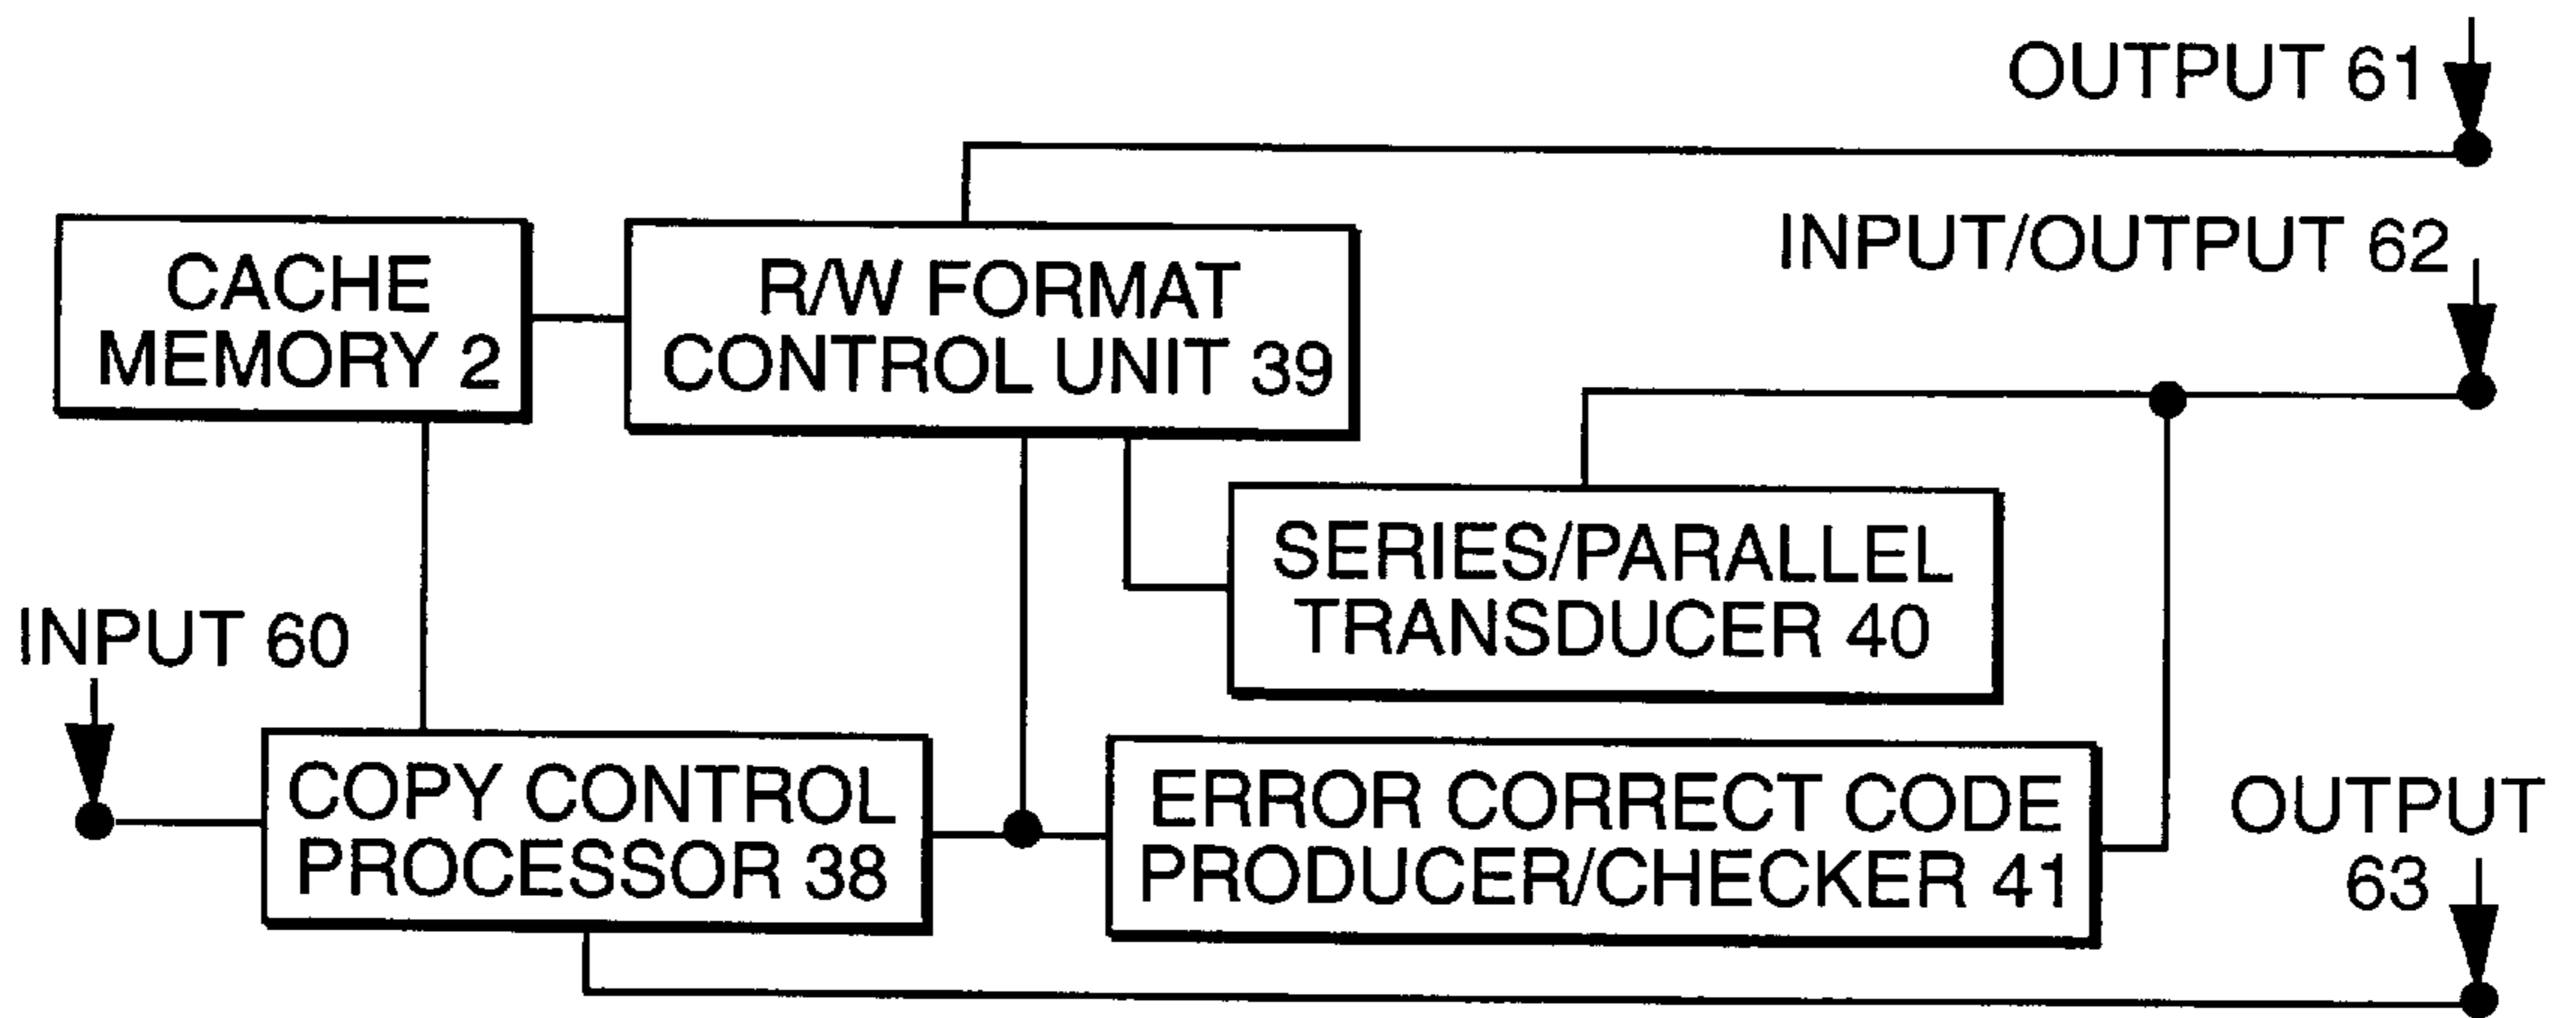 OUTPUT 61
INPUT/OUTPUT 62
CACHE
MEMORY 2
R/W FORMAT
CONTROL UNIT 39
SERIES/PARALLEL
TRANSDUCER 40
INPUT 60
COPY CONTROL
PROCESSOR 38
ERROR CORRECT CODE
PRODUCER/CHECKER 41
OUTPUT
63